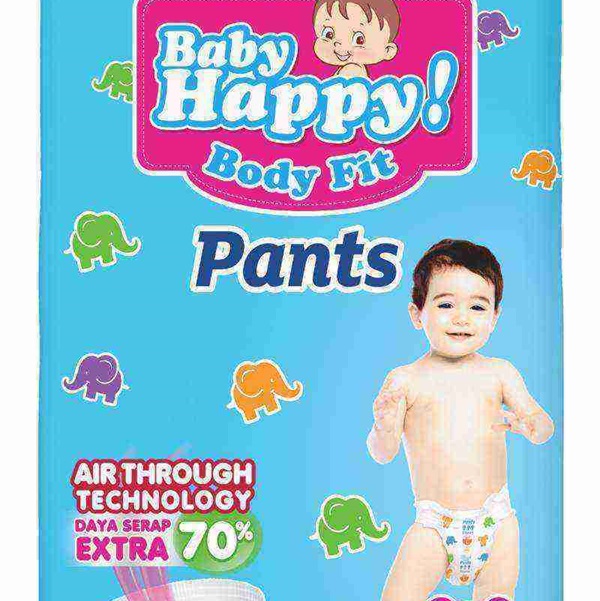 Baby
Happy!
Body Fit
Pants
AIR THROUGH
TECHNOLOGY
DAYA SERAP
EXTRA 70%